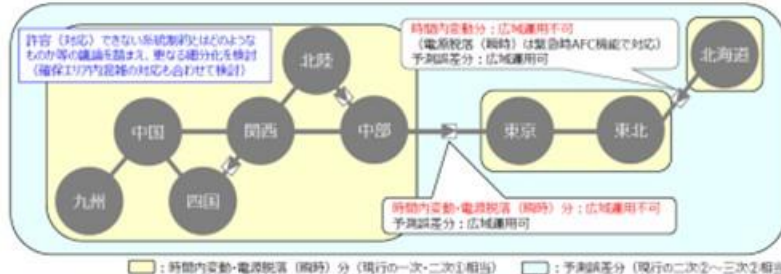 許容（対応）できない系統制約とはどのような
ものか等の議論を踏まえ、更なる細分化を検討
（確保エリア内混雑の対応も合わせて検討）
時間内変動分：広域運用不可
（電源脱落（瞬時）は緊急時AFC機能で対応）
予測誤差分：広域運用可
北海道
北陸
中国
関西
中部
東京
東北
九州
四国
時間内変動・電源脱落（瞬時）分：広域運用不可
予測誤差分：広域運用可
：時間内変動・電源脱落（瞬時）分（現行の一次・二次①相当）
：予測誤差分（現行の二次②～三次②相当